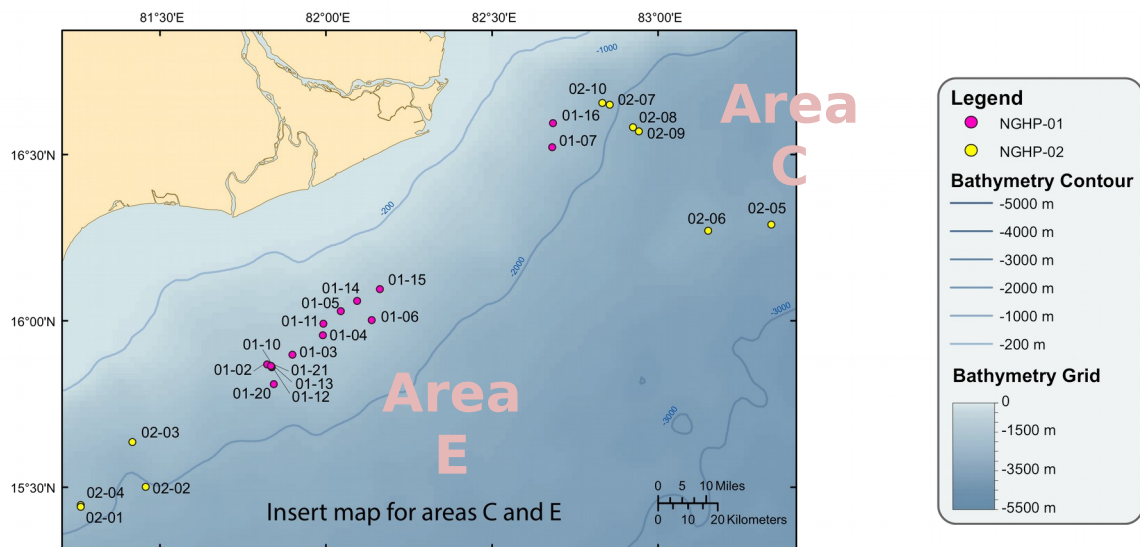 81°30'E 82°00'E 82°30'E 83°00'E
-1000
02-10
02-07
01-16
02-08
02-09
01-07
Area
C
16°30'N
-200
02-06
02-05
-2000
01-15
01-14
01-05
01-06
01-11
01-04
-3000
16°00'N
01-10
01-03
01-02
01-21
01-13
01-20
01-12
Area
E
-3000
02-03
02-02
02-04
02-01
15°30'N
Insert map for areas C and E
0 5 10 Miles
0 10 20 Kilometers
Legend
NGHP-01
NGHP-02
Bathymetry Contour
-5000 m
-4000 m
-3000 m
-2000 m
-1000 m
-200 m
Bathymetry Grid
0
-1500 m
-3500 m
-5500 m